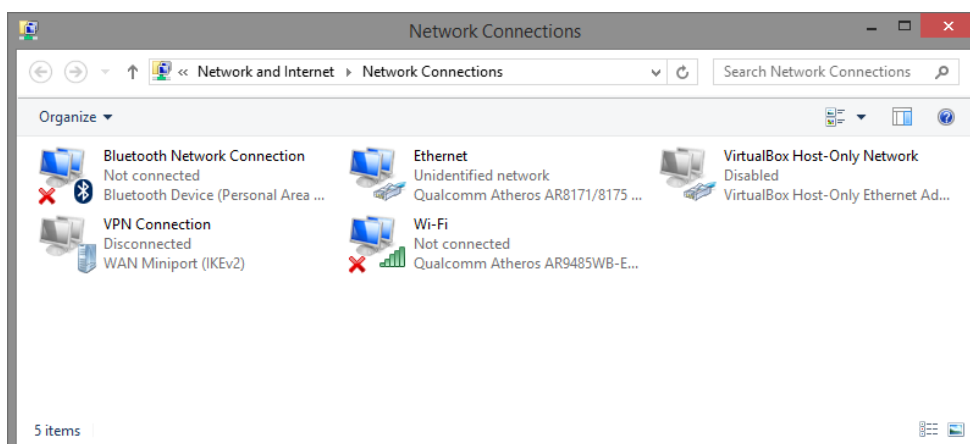 Network Connections
« Network and Internet Network Connections
Search Network Connections
Organize
Bluetooth Network Connection
Not connected
Bluetooth Device (Personal Area ...
Ethernet
Unidentified network
Qualcomm Atheros AR8171/8175 ...
VirtualBox Host-Only Network
Disabled
VirtualBox Host-Only Ethernet Ad...
VPN Connection
Disconnected
WAN Miniport (IKEv2)
Wi-Fi
Not connected
Qualcomm Atheros AR9485WB-E...
5 items